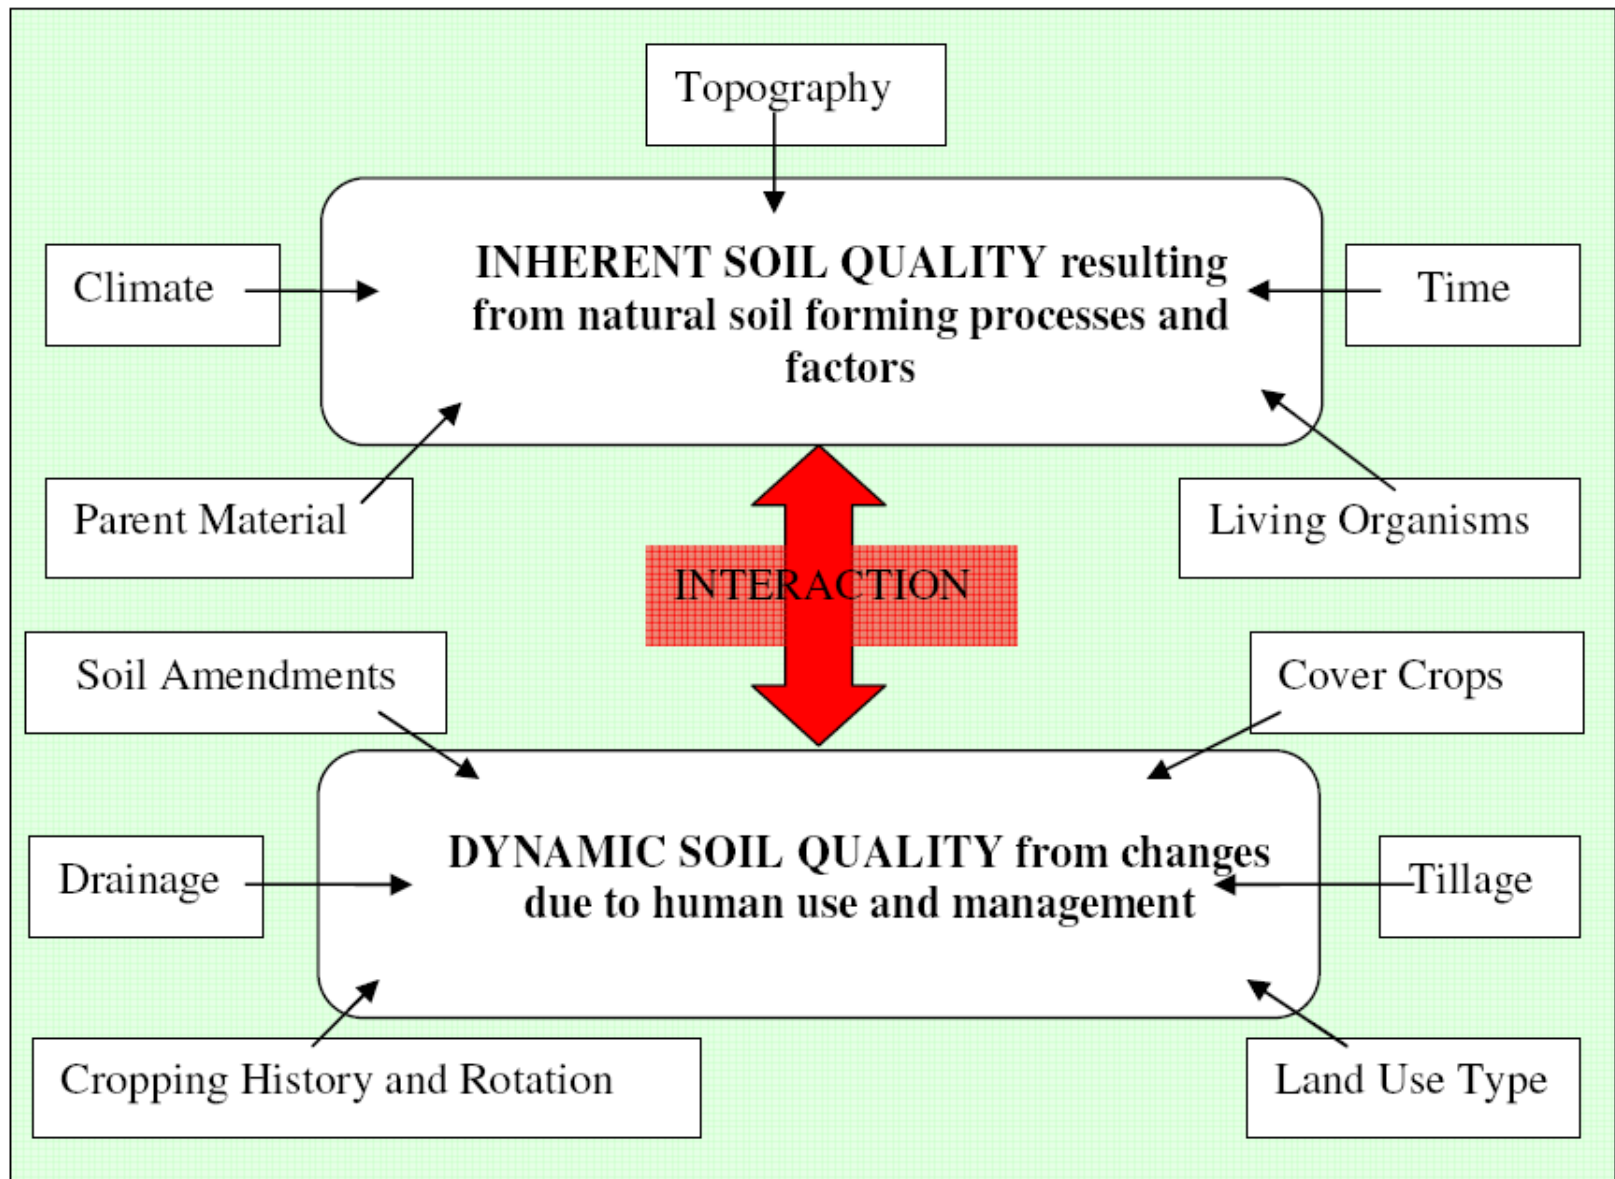 Topography
INHERENT SOIL QUALITY resulting
from natural soil forming processes and
factors
Climate
Time
Parent Material
Living Organisms
INTERACTION
Soil Amendments
Cover Crops
DYNAMIC SOIL QUALITY from changes
due to human use and management
Drainage
Tillage
Cropping History and Rotation
Land Use Type